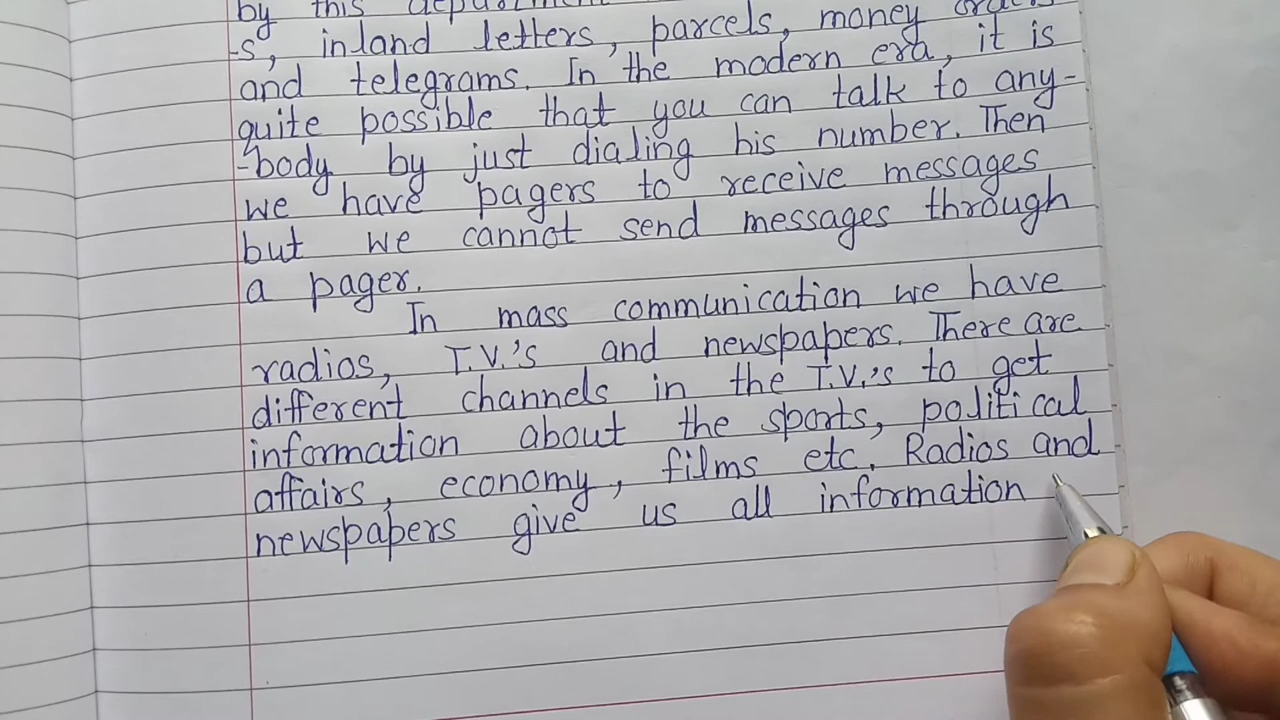 by this department
-s, inland letters, parcels, money orders
and telegrams. In the modern era, it is
quite possible that you can talk to any-
-body by just dialing his number. Then
we have pagers to receive messages
but we cannot send messages through
a pager.
In mass communication we have
radios, T.V.'s and newspapers. There are
different channels in the T.V.'s to get
information about the sports, political
affairs, economy, films etc. Radios and
newspapers give us all information